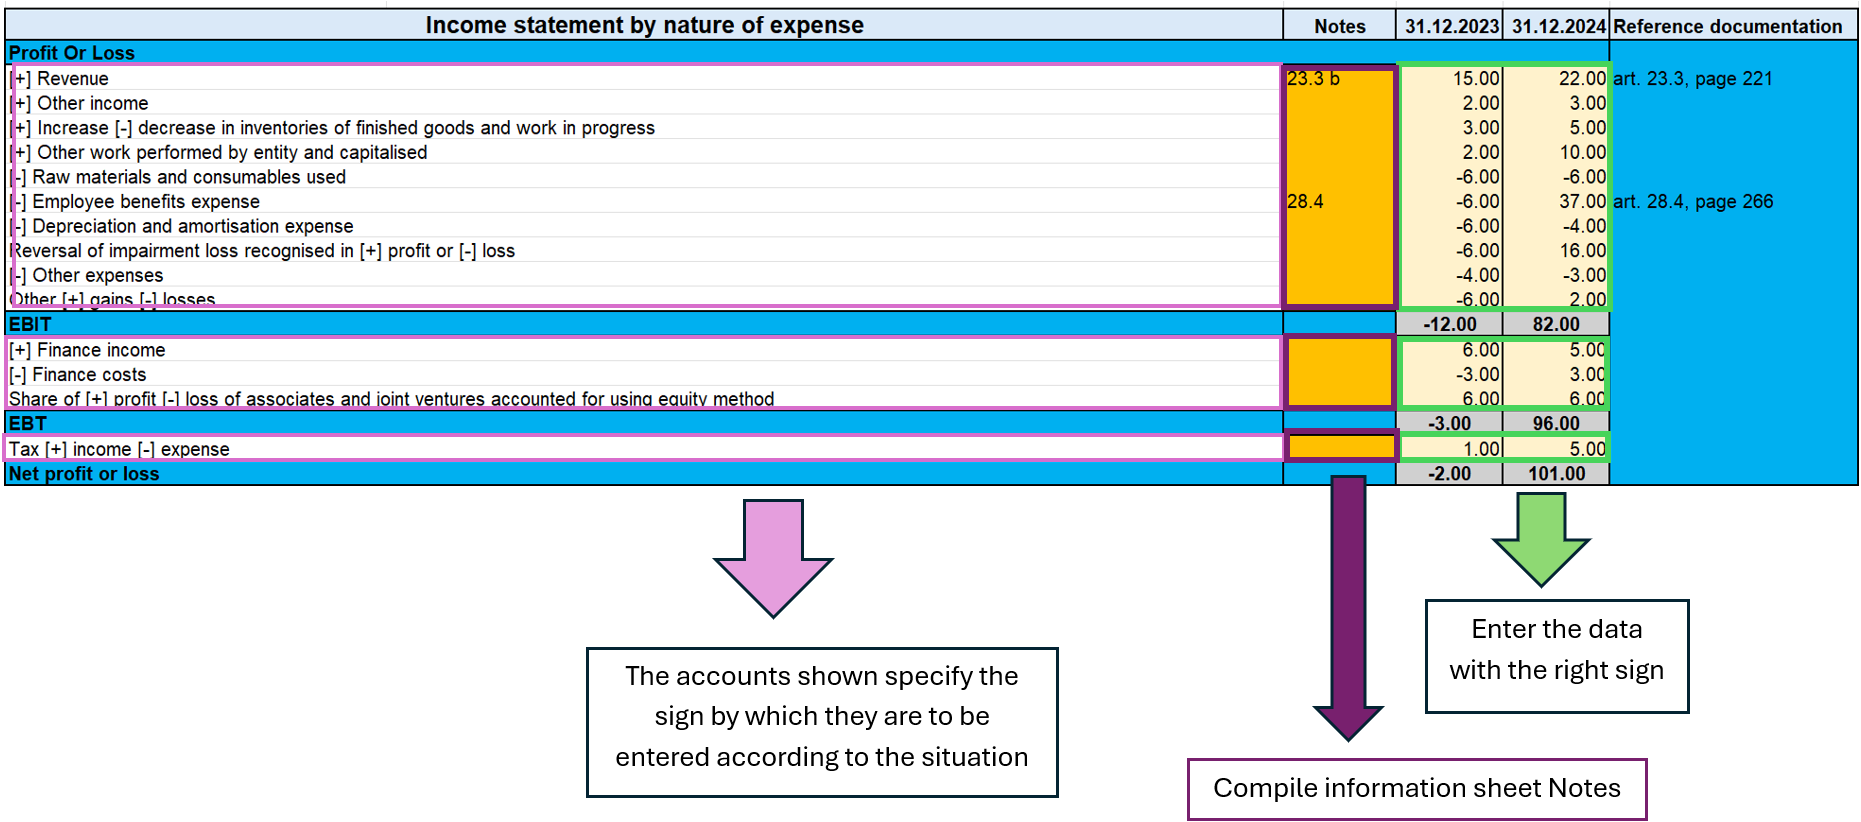 Income statement by nature of expense Notes 31.12.2023 31.12.2024 Reference documentation
Profit Or Loss
[+] Revenue 23.3 b 15.00 22.00 art. 23.3, page 221
[+] Other income 2.00 3.00
[+] Increase [-] decrease in inventories of finished goods and work in progress 3.00 5.00
[+] Other work performed by entity and capitalised 2.00 10.00
[-] Raw materials and consumables used -6.00 -6.00
[-] Employee benefits expense 28.4 -6.00 37.00 art. 28.4, page 266
[-] Depreciation and amortisation expense -6.00 -4.00
Reversal of impairment loss recognised in [+] profit or [-] loss -6.00 16.00
[-] Other expenses -4.00 -3.00
Other [+] gains [-] losses -6.00 2.00
EBIT -12.00 82.00
[+] Finance income 6.00 5.00
[-] Finance costs -3.00 3.00
Share of [+] profit [-] loss of associates and joint ventures accounted for using equity method 6.00 6.00
EBT -3.00 96.00
Tax [+] income [-] expense 1.00 5.00
Net profit or loss -2.00 101.00
The accounts shown specify the
sign by which they are to be
entered according to the situation
Enter the data
with the right sign
Compile information sheet Notes